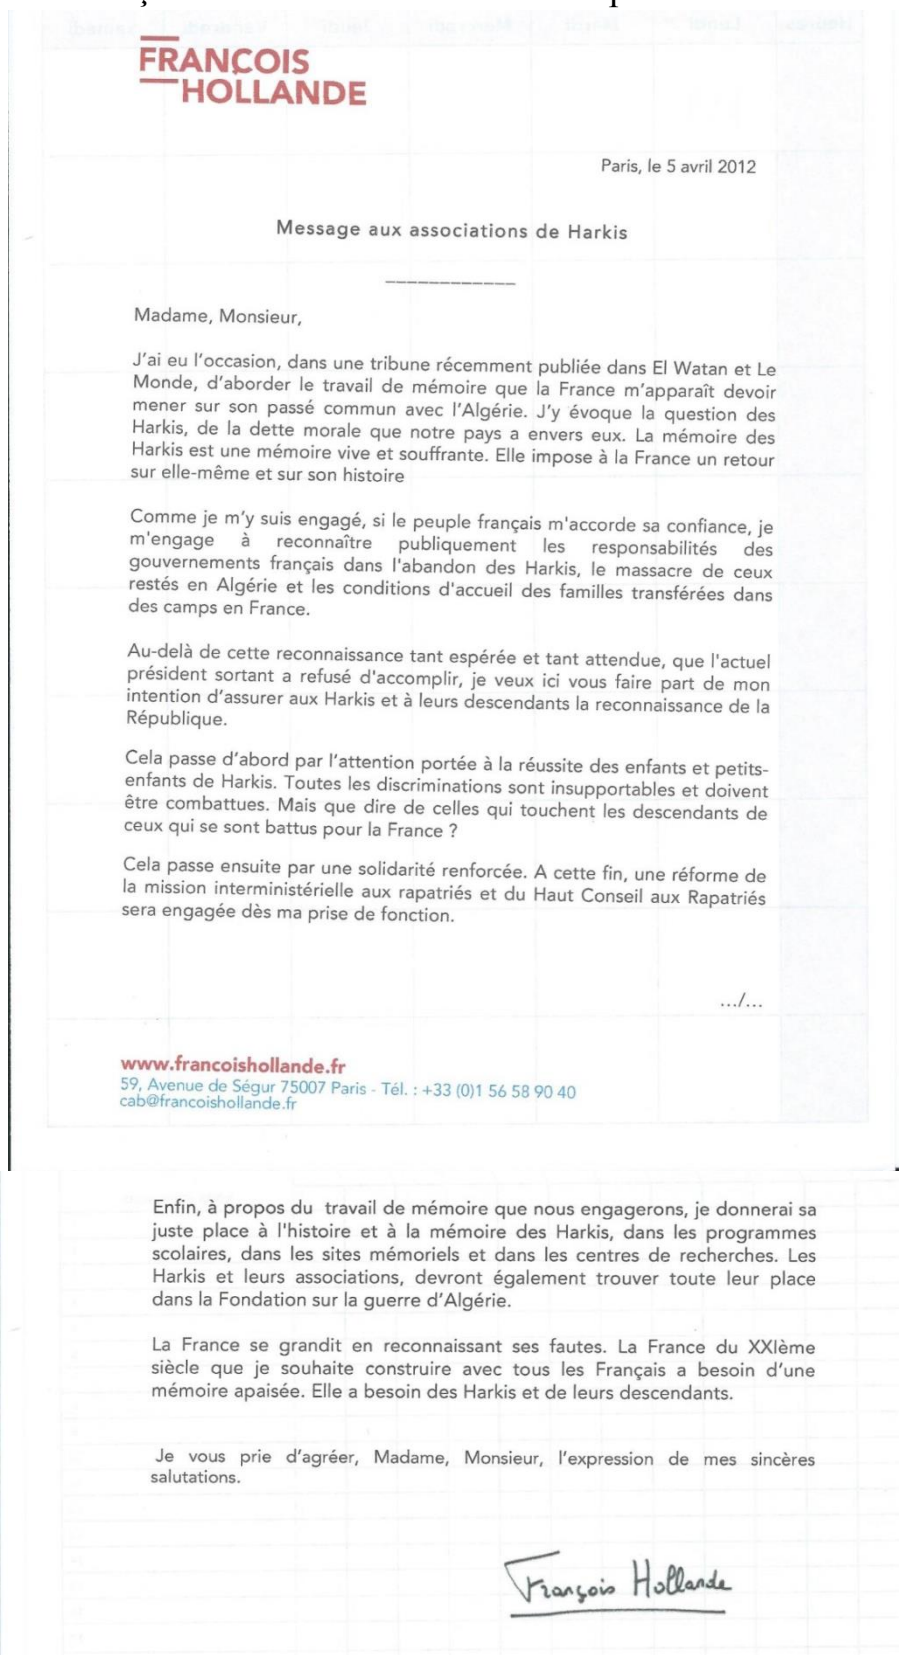 FRANÇOIS
HOLLANDE
Paris, le 5 avril 2012
Message aux associations de Harkis
Madame, Monsieur,
J'ai eu l'occasion, dans une tribune récemment publiée dans El Watan et Le
Monde, d'aborder le travail de mémoire que la France m'apparaît devoir
mener sur son passé commun avec l'Algérie. J'y évoque la question des
Harkis, de la dette morale que notre pays a envers eux. La mémoire des
Harkis est une mémoire vive et souffrante. Elle impose à la France un retour
sur elle-même et sur son histoire
Comme je m'y suis engagé, si le peuple français m'accorde sa confiance, je
m'engage à reconnaître publiquement les responsabilités des
gouvernements français dans l'abandon des Harkis, le massacre de ceux
restés en Algérie et les conditions d'accueil des familles transférées dans
des camps en France.
Au-delà de cette reconnaissance tant espérée et tant attendue, que l'actuel
président sortant a refusé d'accomplir, je veux ici vous faire part de mon
intention d'assurer aux Harkis et à leurs descendants la reconnaissance de la
République.
Cela passe d'abord par l'attention portée à la réussite des enfants et petits-
enfants de Harkis. Toutes les discriminations sont insupportables et doivent
être combattues. Mais que dire de celles qui touchent les descendants de
ceux qui se sont battus pour la France ?
Cela passe ensuite par une solidarité renforcée. A cette fin, une réforme de
la mission interministérielle aux rapatriés et du Haut Conseil aux Rapatriés
sera engagée dès ma prise de fonction.
.../...
www.francoishollande.fr
59, Avenue de Ségur 75007 Paris - Tél. : +33 (0)1 56 58 90 40
cab@francoishollande.fr
Enfin, à propos du travail de mémoire que nous engagerons, je donnerai sa
juste place à l'histoire et à la mémoire des Harkis, dans les programmes
scolaires, dans les sites mémoriels et dans les centres de recherches. Les
Harkis et leurs associations, devront également trouver toute leur place
dans la Fondation sur la guerre d'Algérie.
La France se grandit en reconnaissant ses fautes. La France du XXIème
siècle que je souhaite construire avec tous les Français a besoin d'une
mémoire apaisée. Elle a besoin des Harkis et de leurs descendants.
Je vous prie d'agréer, Madame, Monsieur, l'expression de mes sincères
salutations.
François Hollande